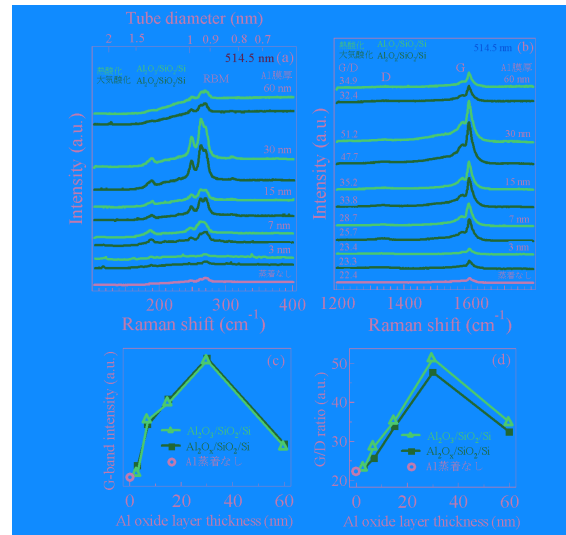 Tube diameter (nm)
2 1.5 1 0.9 0.8 0.7
514.5 nm (a)
熱酸化 Al₂O₃/SiO₂/Si
大気酸化 Al₂Oₓ/SiO₂/Si
RBM
Al膜厚
60 nm
30 nm
15 nm
7 nm
3 nm
蒸着なし
Intensity (a.u.)
200 250 300 400
Raman shift (cm⁻¹)
514.5 nm (b)
熱酸化 Al₂O₃/SiO₂/Si
大気酸化 Al₂Oₓ/SiO₂/Si
G/D
D
G
Al膜厚
60 nm
34.9
32.4
51.2
30 nm
47.7
35.2
15 nm
33.8
28.7
7 nm
25.7
23.4
3 nm
23.3
22.4
蒸着なし
Intensity (a.u.)
1200 1400 1600
Raman shift (cm⁻¹)
(c)
G-band intensity (a.u.)
Al₂O₃/SiO₂/Si
Al₂Oₓ/SiO₂/Si
Al蒸着なし
0 20 40 60
Al oxide layer thickness (nm)
(d)
G/D ratio (a.u.)
50
40
30
20
Al₂O₃/SiO₂/Si
Al₂Oₓ/SiO₂/Si
Al蒸着なし
0 20 40 60
Al oxide layer thickness (nm)